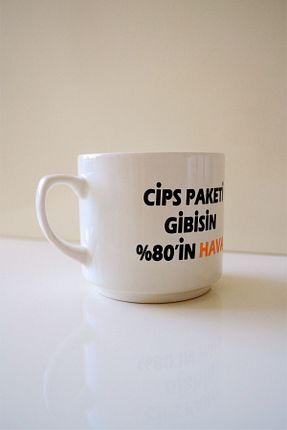 CİPS PAKETİ
GİBİSİN
%80'İN HAVA